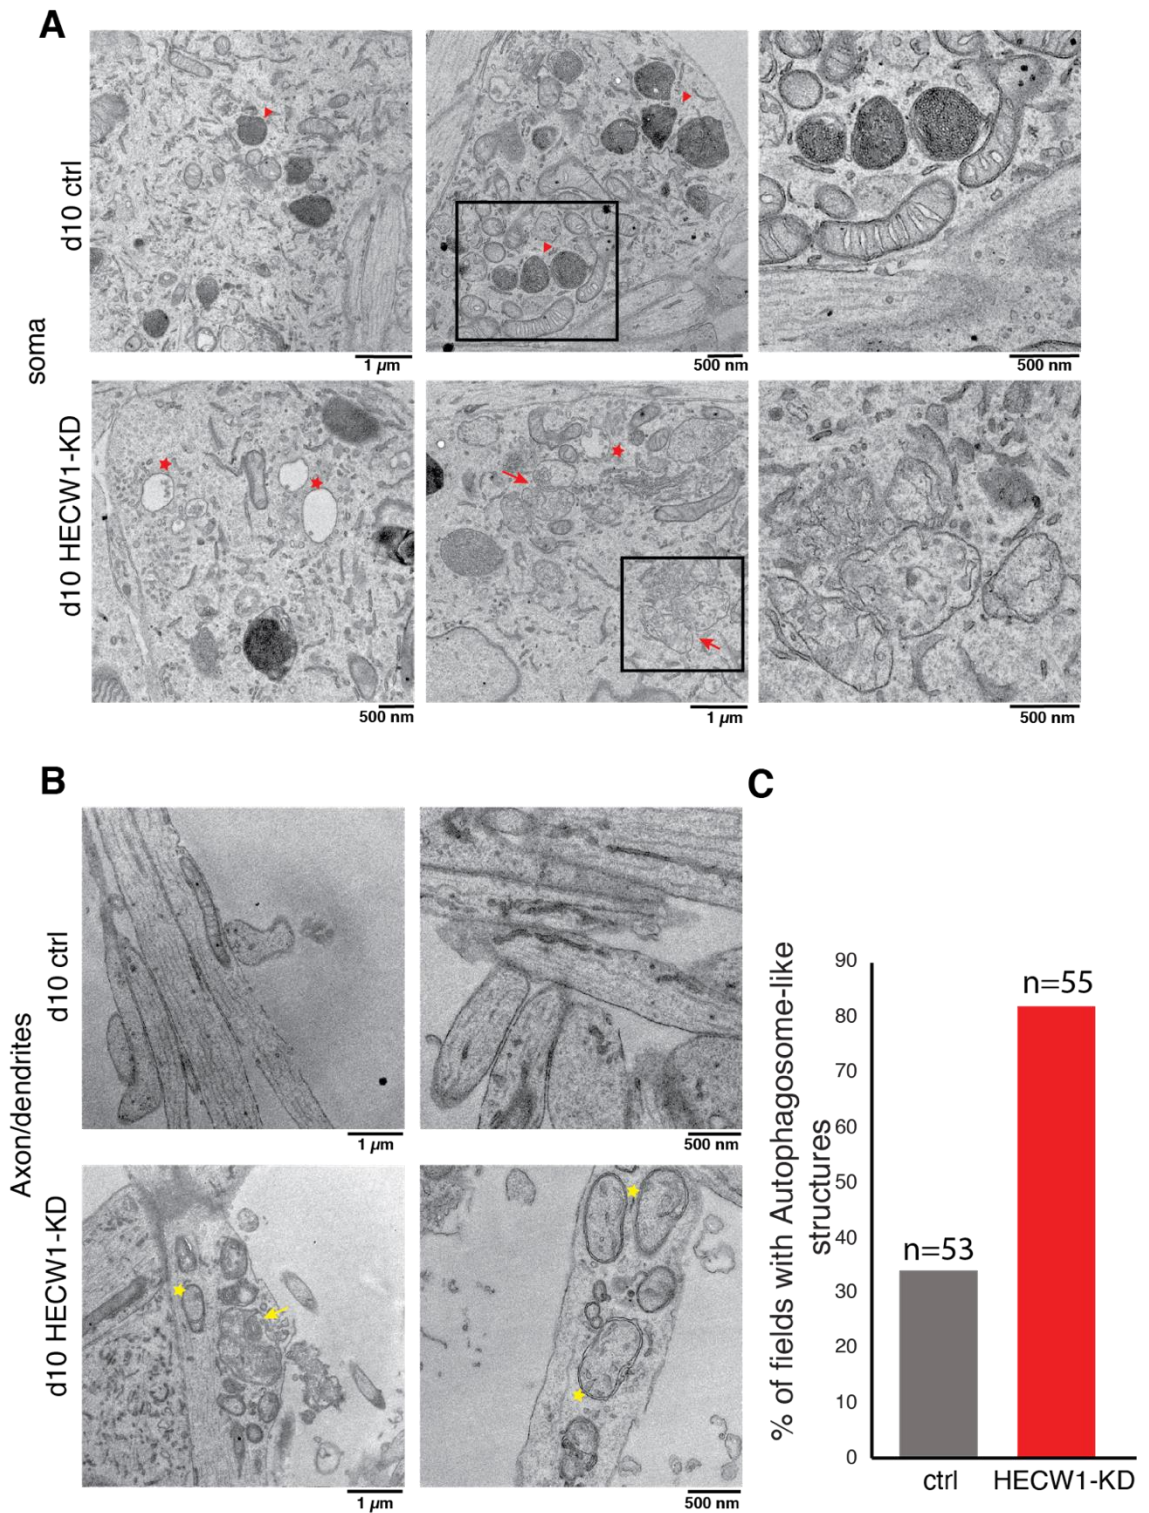 A
soma
d10 ctrl
1 µm
500 nm
500 nm
d10 HECW1-KD
500 nm
1 µm
500 nm
B
Axon/dendrites
d10 ctrl
1 µm
500 nm
d10 HECW1-KD
1 µm
500 nm
C
% of fields with Autophagosome-like
structures
90
80
70
60
50
40
30
20
10
0
n=53
n=55
ctrl
HECW1-KD